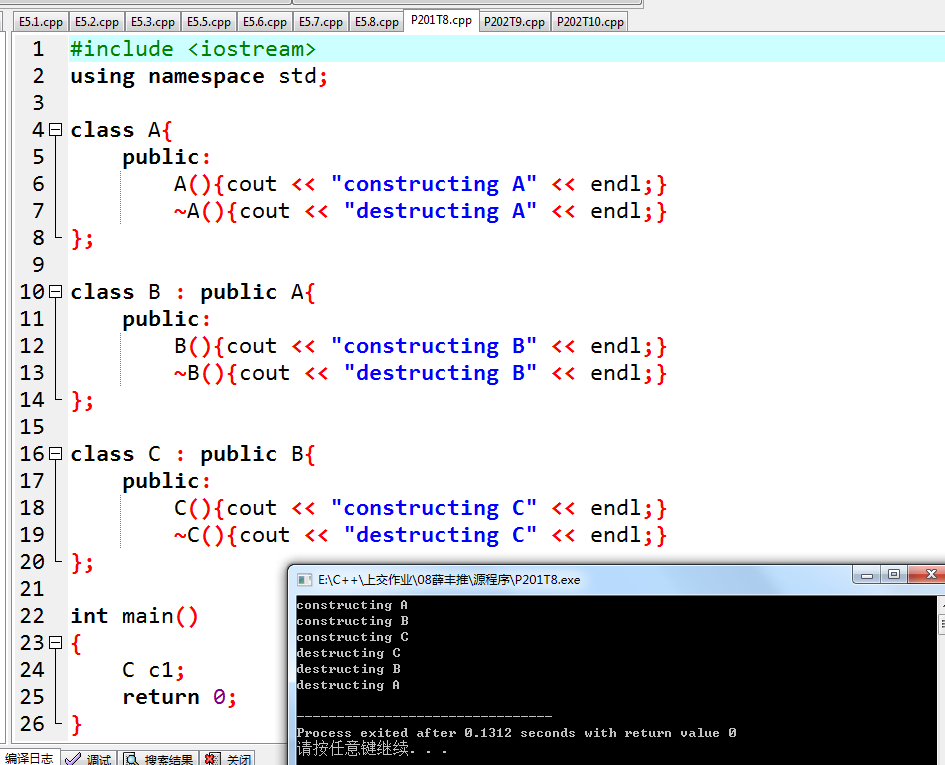 E5.1.cpp E5.2.cpp E5.3.cpp E5.5.cpp E5.6.cpp E5.7.cpp E5.8.cpp P201T8.cpp P202T9.cpp P202T10.cpp
1 #include <iostream>
2 using namespace std;
3
4 class A{
5 public:
6 A(){cout << "constructing A" << endl;}
7 ~A(){cout << "destructing A" << endl;}
8 };
9
10 class B : public A{
11 public:
12 B(){cout << "constructing B" << endl;}
13 ~B(){cout << "destructing B" << endl;}
14 };
15
16 class C : public B{
17 public:
18 C(){cout << "constructing C" << endl;}
19 ~C(){cout << "destructing C" << endl;}
20 };
21
22 int main()
23 {
24 C c1;
25 return 0;
26 }
E:\C++\上交作业\08薛丰推\源程序\P201T8.exe
constructing A
constructing B
constructing C
destructing C
destructing B
destructing A
--------------------------------
Process exited after 0.1312 seconds with return value 0
请按任意键继续. . .
编译日志 调试 搜索结果 关闭